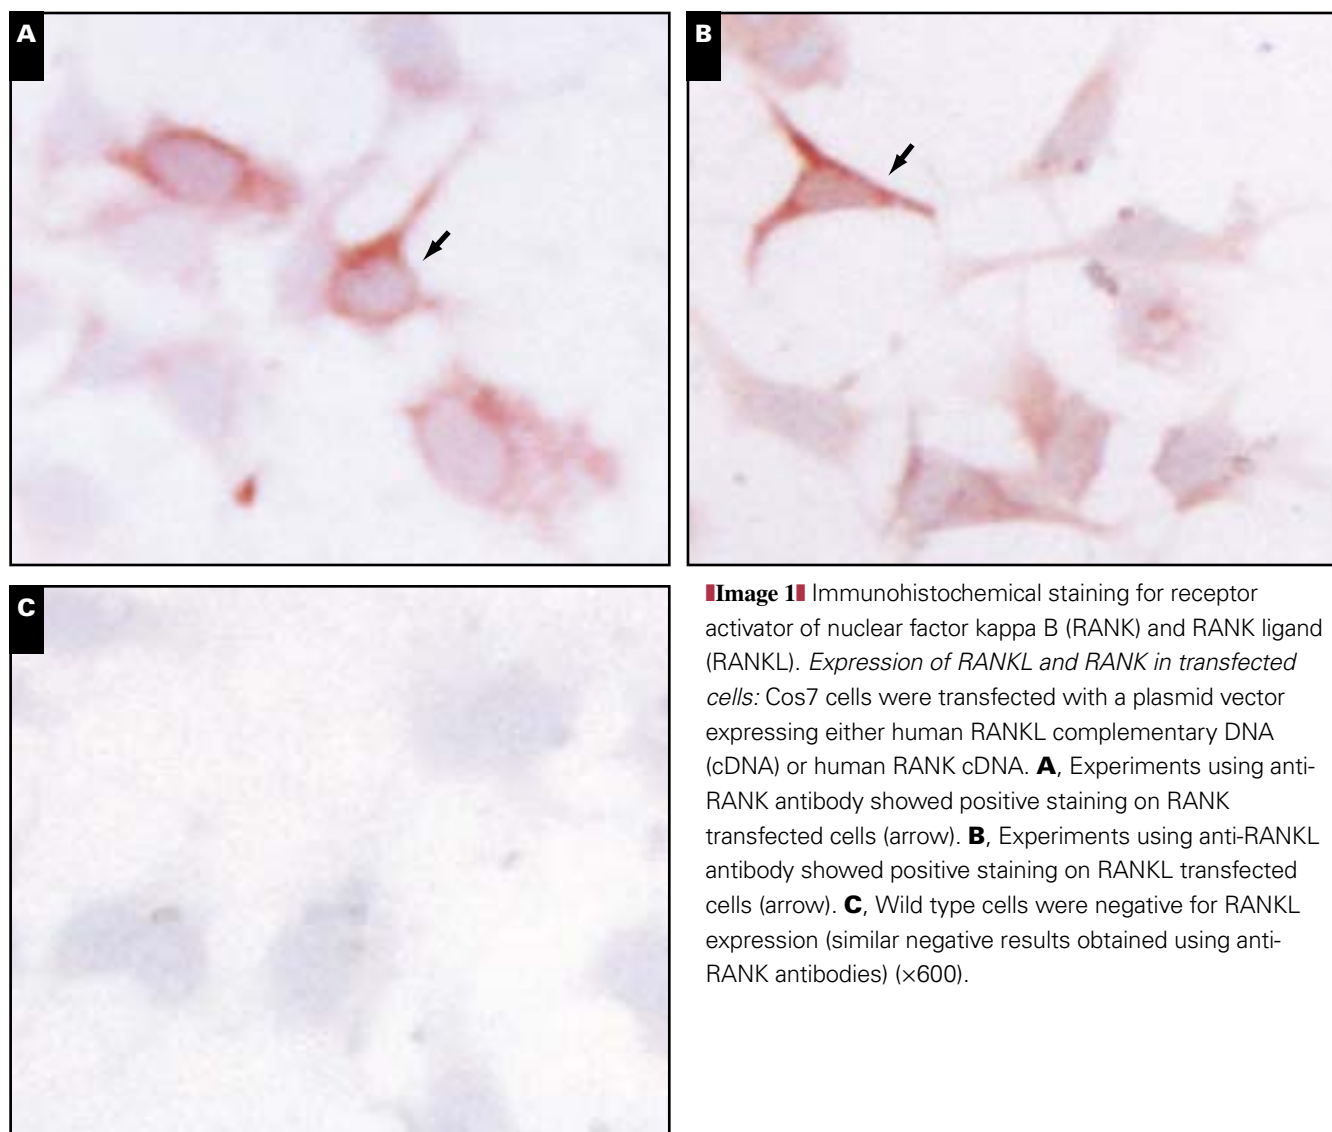 A
B
C
Image 1 Immunohistochemical staining for receptor
activator of nuclear factor kappa B (RANK) and RANK ligand
(RANKL). Expression of RANKL and RANK in transfected
cells: Cos7 cells were transfected with a plasmid vector
expressing either human RANKL complementary DNA
(cDNA) or human RANK cDNA. A, Experiments using anti-
RANK antibody showed positive staining on RANK
transfected cells (arrow). B, Experiments using anti-RANKL
antibody showed positive staining on RANKL transfected
cells (arrow). C, Wild type cells were negative for RANKL
expression (similar negative results obtained using anti-
RANK antibodies) (×600).